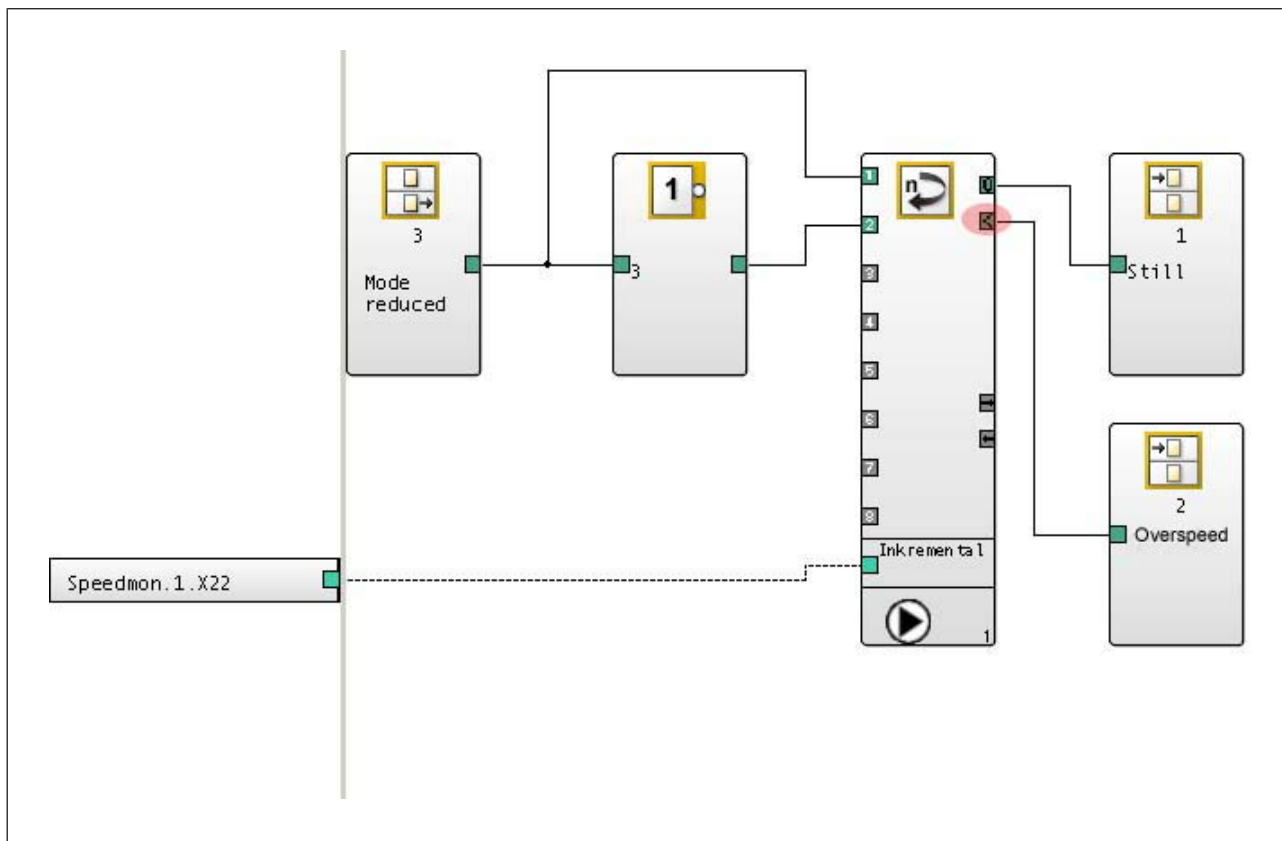 3
Mode
reduced
1
3
n
1
2
3
4
5
6
7
8
0
<
Inkremental
1
1
Still
2
Overspeed
Speedmon.1.X22